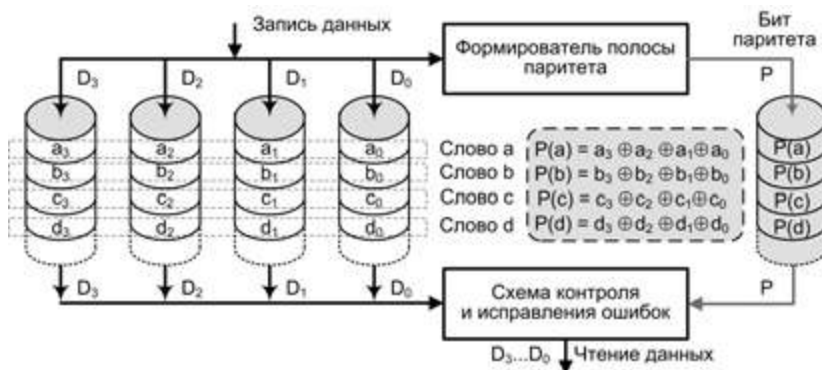 Запись данных
Формирователь полосы
паритета
Бит
паритета
D3 D2 D1 D0 P
a3 a2 a1 a0 Слово a P(a) = a3 ⊕ a2 ⊕ a1 ⊕ a0 P(a)
b3 b2 b1 b0 Слово b P(b) = b3 ⊕ b2 ⊕ b1 ⊕ b0 P(b)
c3 c2 c1 c0 Слово c P(c) = c3 ⊕ c2 ⊕ c1 ⊕ c0 P(c)
d3 d2 d1 d0 Слово d P(d) = d3 ⊕ d2 ⊕ d1 ⊕ d0 P(d)
D3 D2 D1 D0 P
Схема контроля
и исправления ошибок
D3...D0 Чтение данных